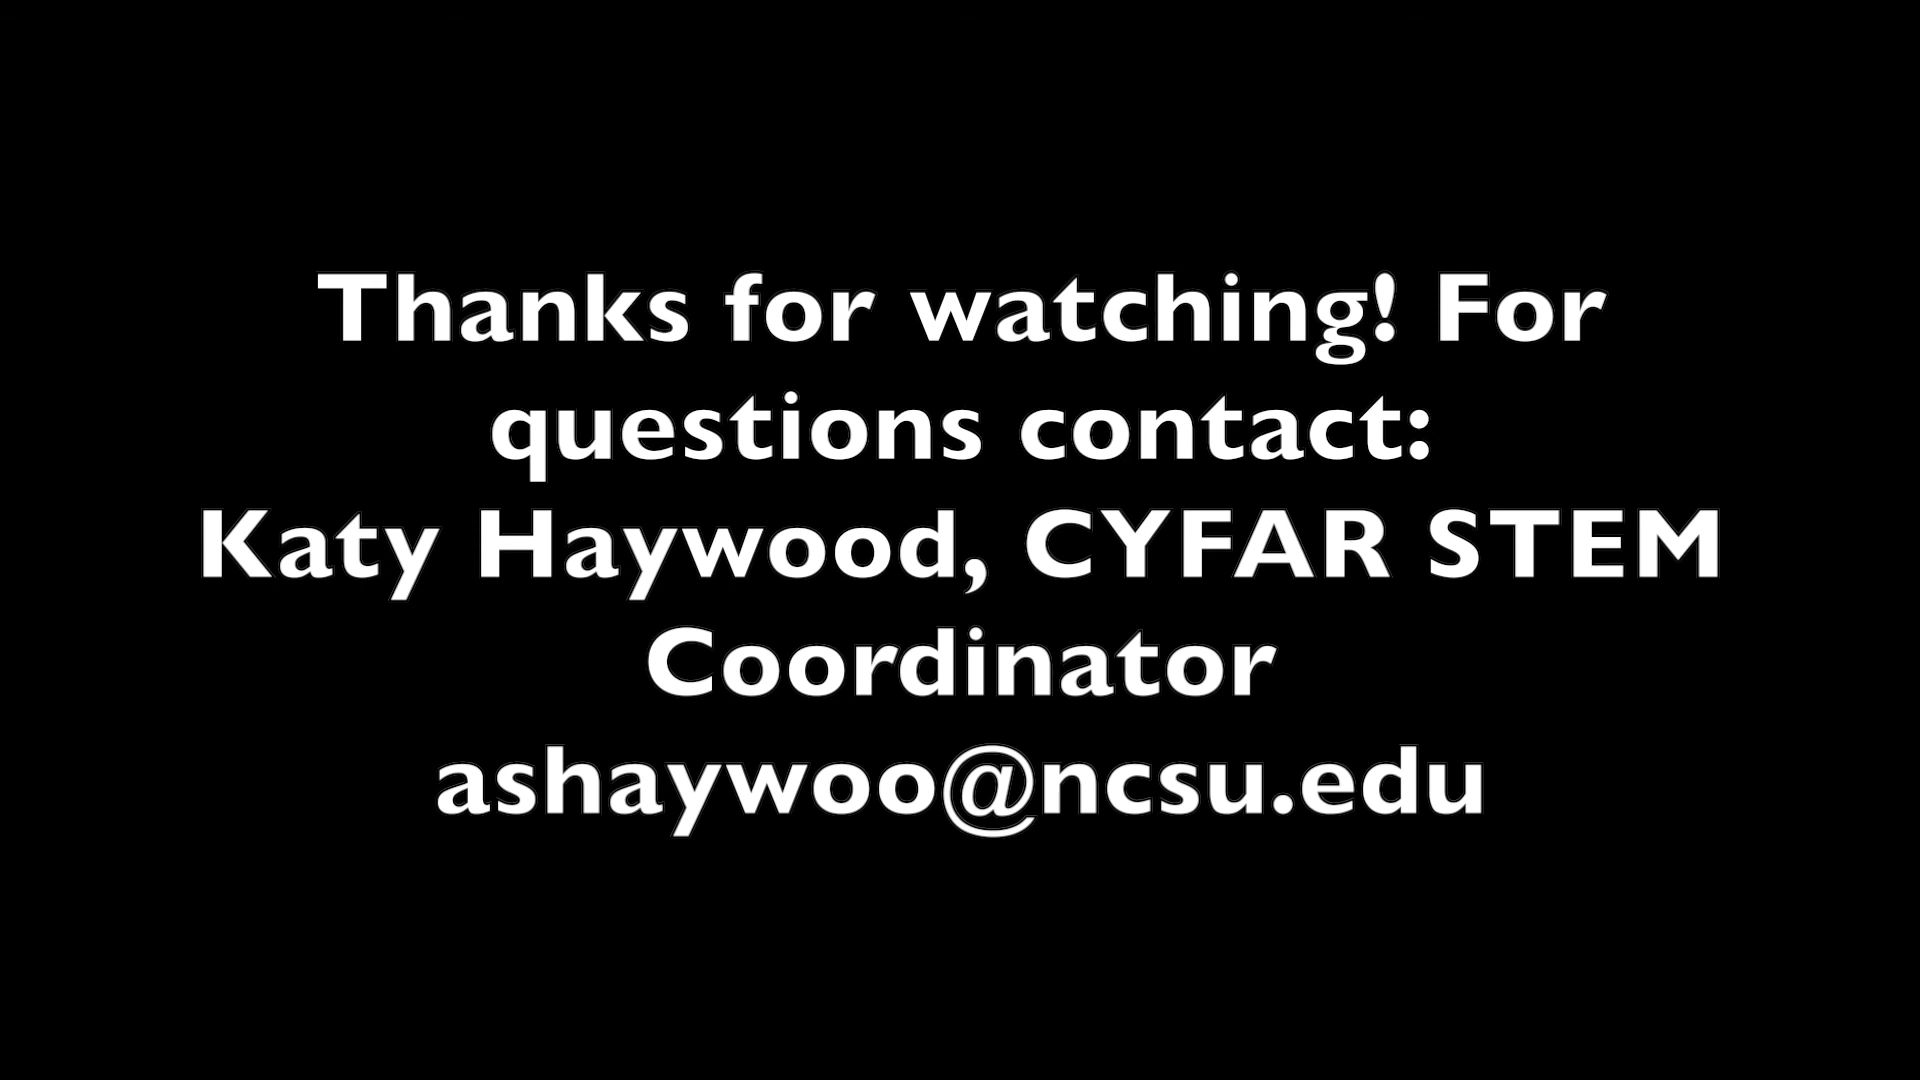 Thanks for watching! For
questions contact:
Katy Haywood, CYFAR STEM
Coordinator
ashaywoo@ncsu.edu